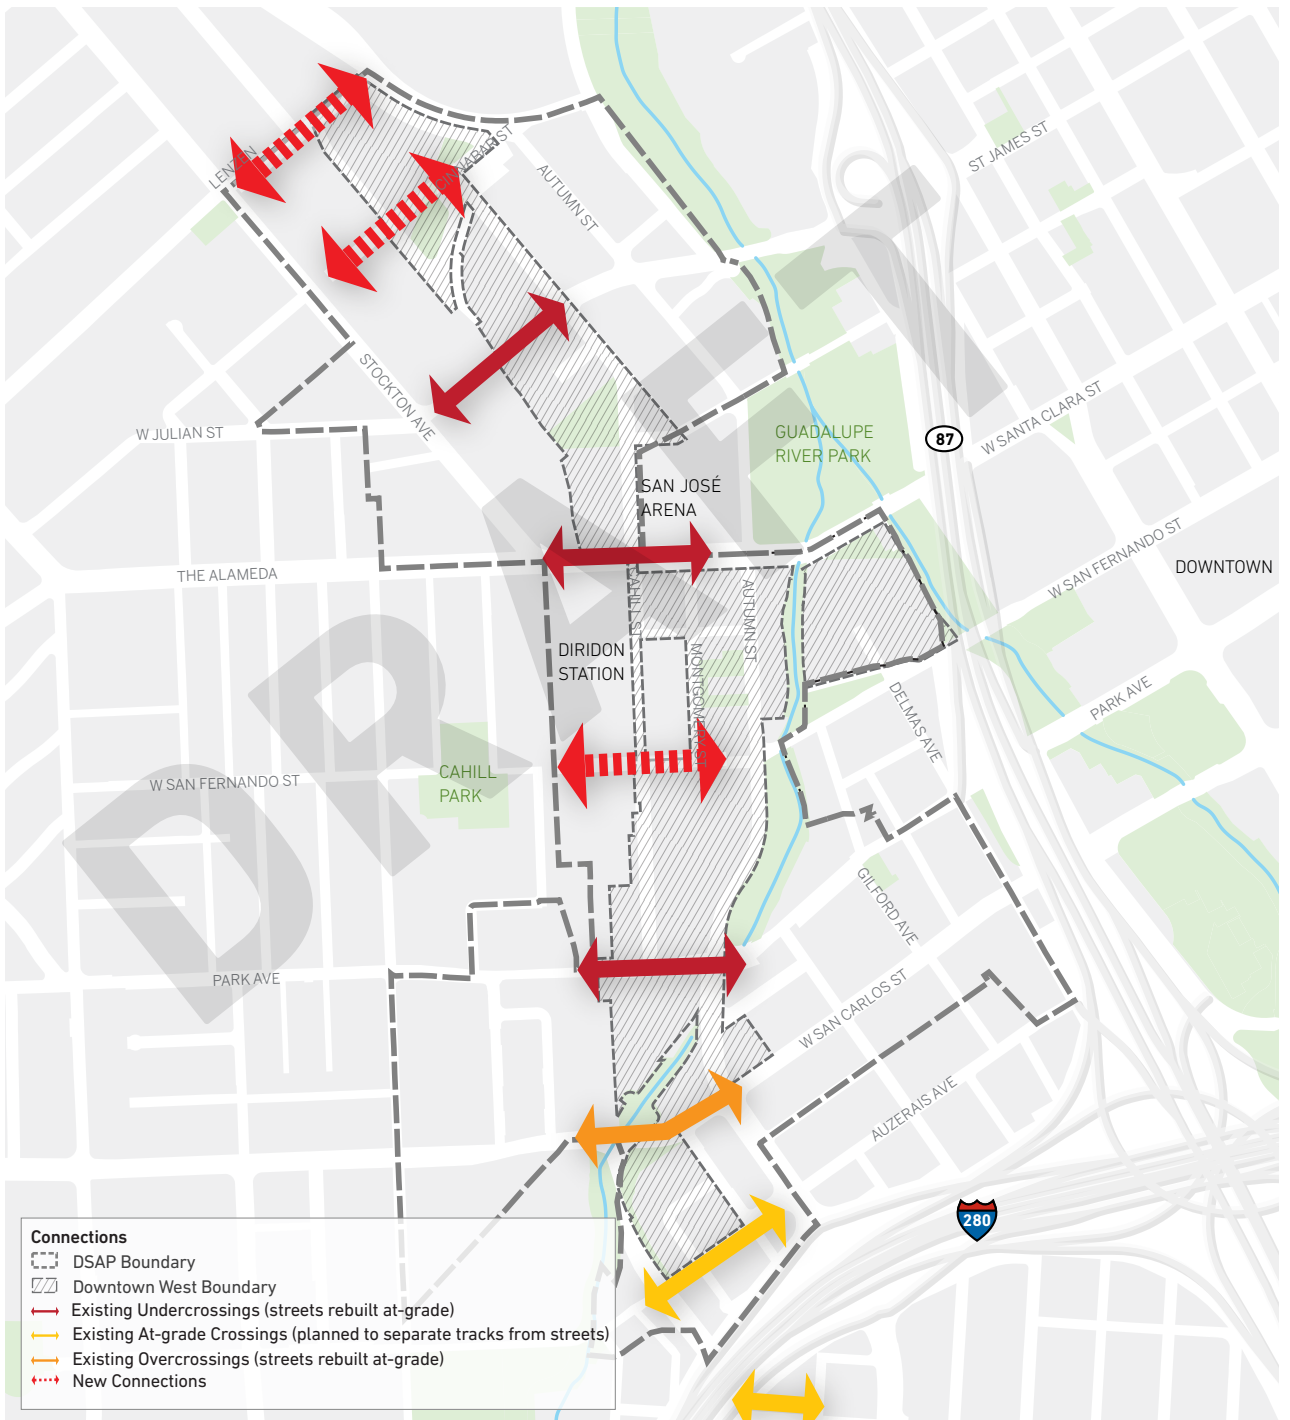 LENZEN
CINNABAR ST
AUTUMN ST
ST JAMES ST
STOCKTON AVE
W JULIAN ST
GUADALUPE
RIVER PARK
87
W SANTA CLARA ST
SAN JOSÉ
ARENA
THE ALAMEDA
W SAN FERNANDO ST
DOWNTOWN
CAHILL ST
AUTUMN ST
MONTGOMERY ST
DIRIDON
STATION
DELMAS AVE
PARK AVE
W SAN FERNANDO ST
CAHILL
PARK
GILFORD AVE
PARK AVE
W SAN CARLOS ST
AUZERAIS AVE
280
DRAFT
Connections
DSAP Boundary
Downtown West Boundary
Existing Undercrossings (streets rebuilt at-grade)
Existing At-grade Crossings (planned to separate tracks from streets)
Existing Overcrossings (streets rebuilt at-grade)
New Connections